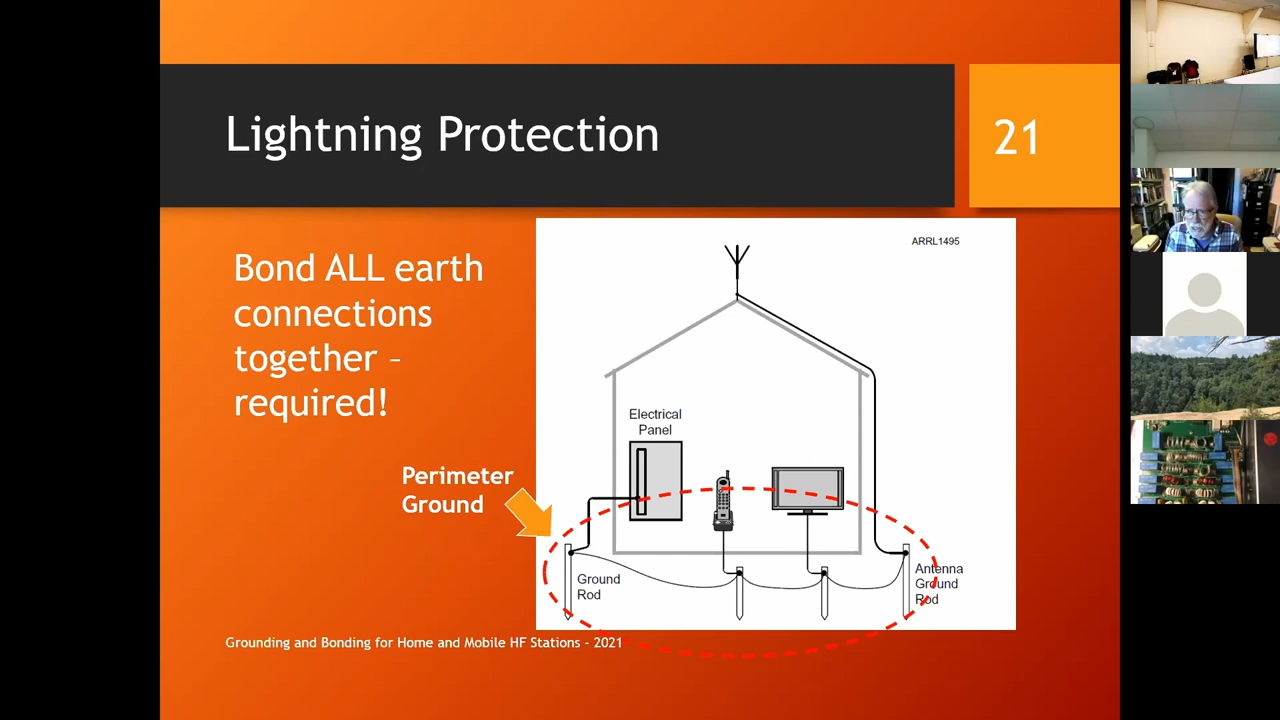 Lightning Protection
21
Bond ALL earth
connections
together –
required!
Perimeter
Ground
ARRL1495
Electrical
Panel
Ground
Rod
Antenna
Ground
Rod
Grounding and Bonding for Home and Mobile HF Stations - 2021